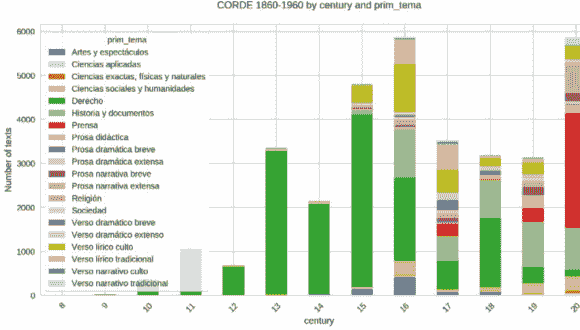 CORDE 1860-1960 by century and prim_tema
6000
5000
4000
3000
2000
1000
0
Number of texts
prim_tema
Artes y espectáculos
Ciencias aplicadas
Ciencias exactas, físicas y naturales
Ciencias sociales y humanidades
Derecho
Historia y documentos
Prensa
Prosa didáctica
Prosa dramática breve
Prosa dramática extensa
Prosa narrativa breve
Prosa narrativa extensa
Religión
Sociedad
Verso dramático breve
Verso dramático extenso
Verso lírico culto
Verso lírico tradicional
Verso narrativo culto
Verso narrativo tradicional
8 9 10 11 12 13 14 15 16 17 18 19 20
century